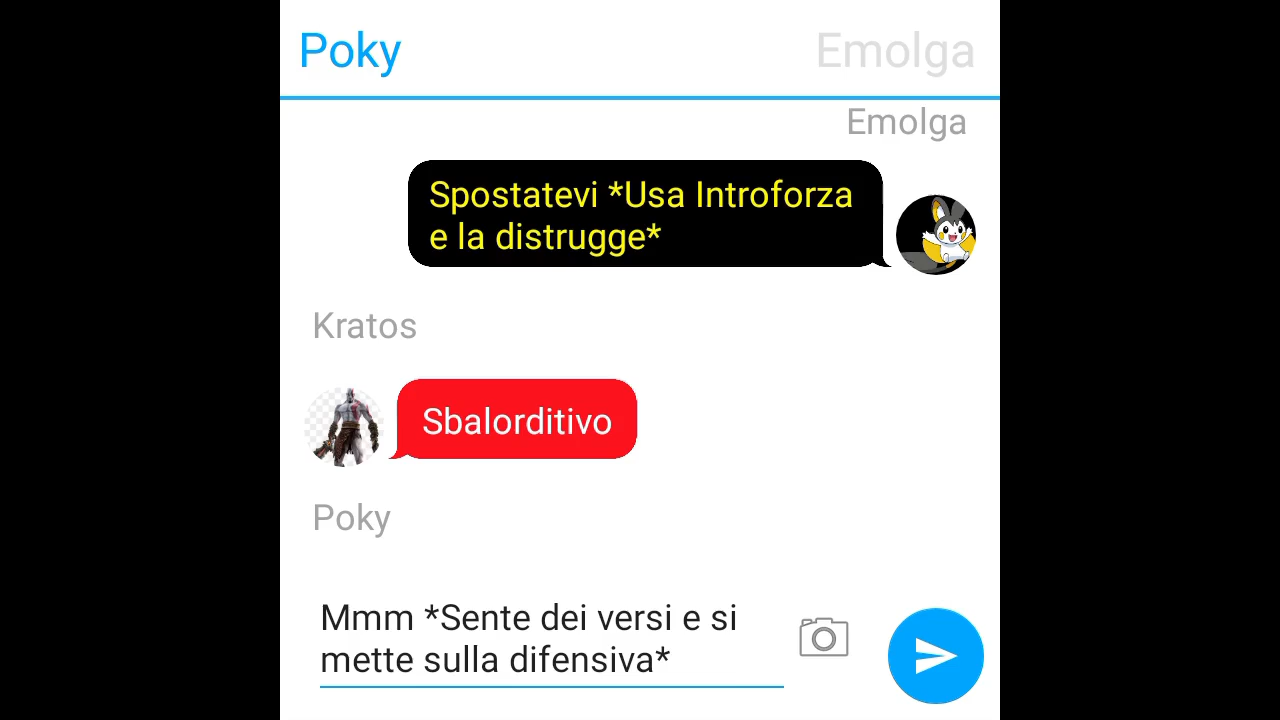 Poky
Emolga
Emolga
Spostatevi *Usa Introforza
e la distrugge*
Kratos
Sbalorditivo
Poky
Mmm *Sente dei versi e si
mette sulla difensiva*